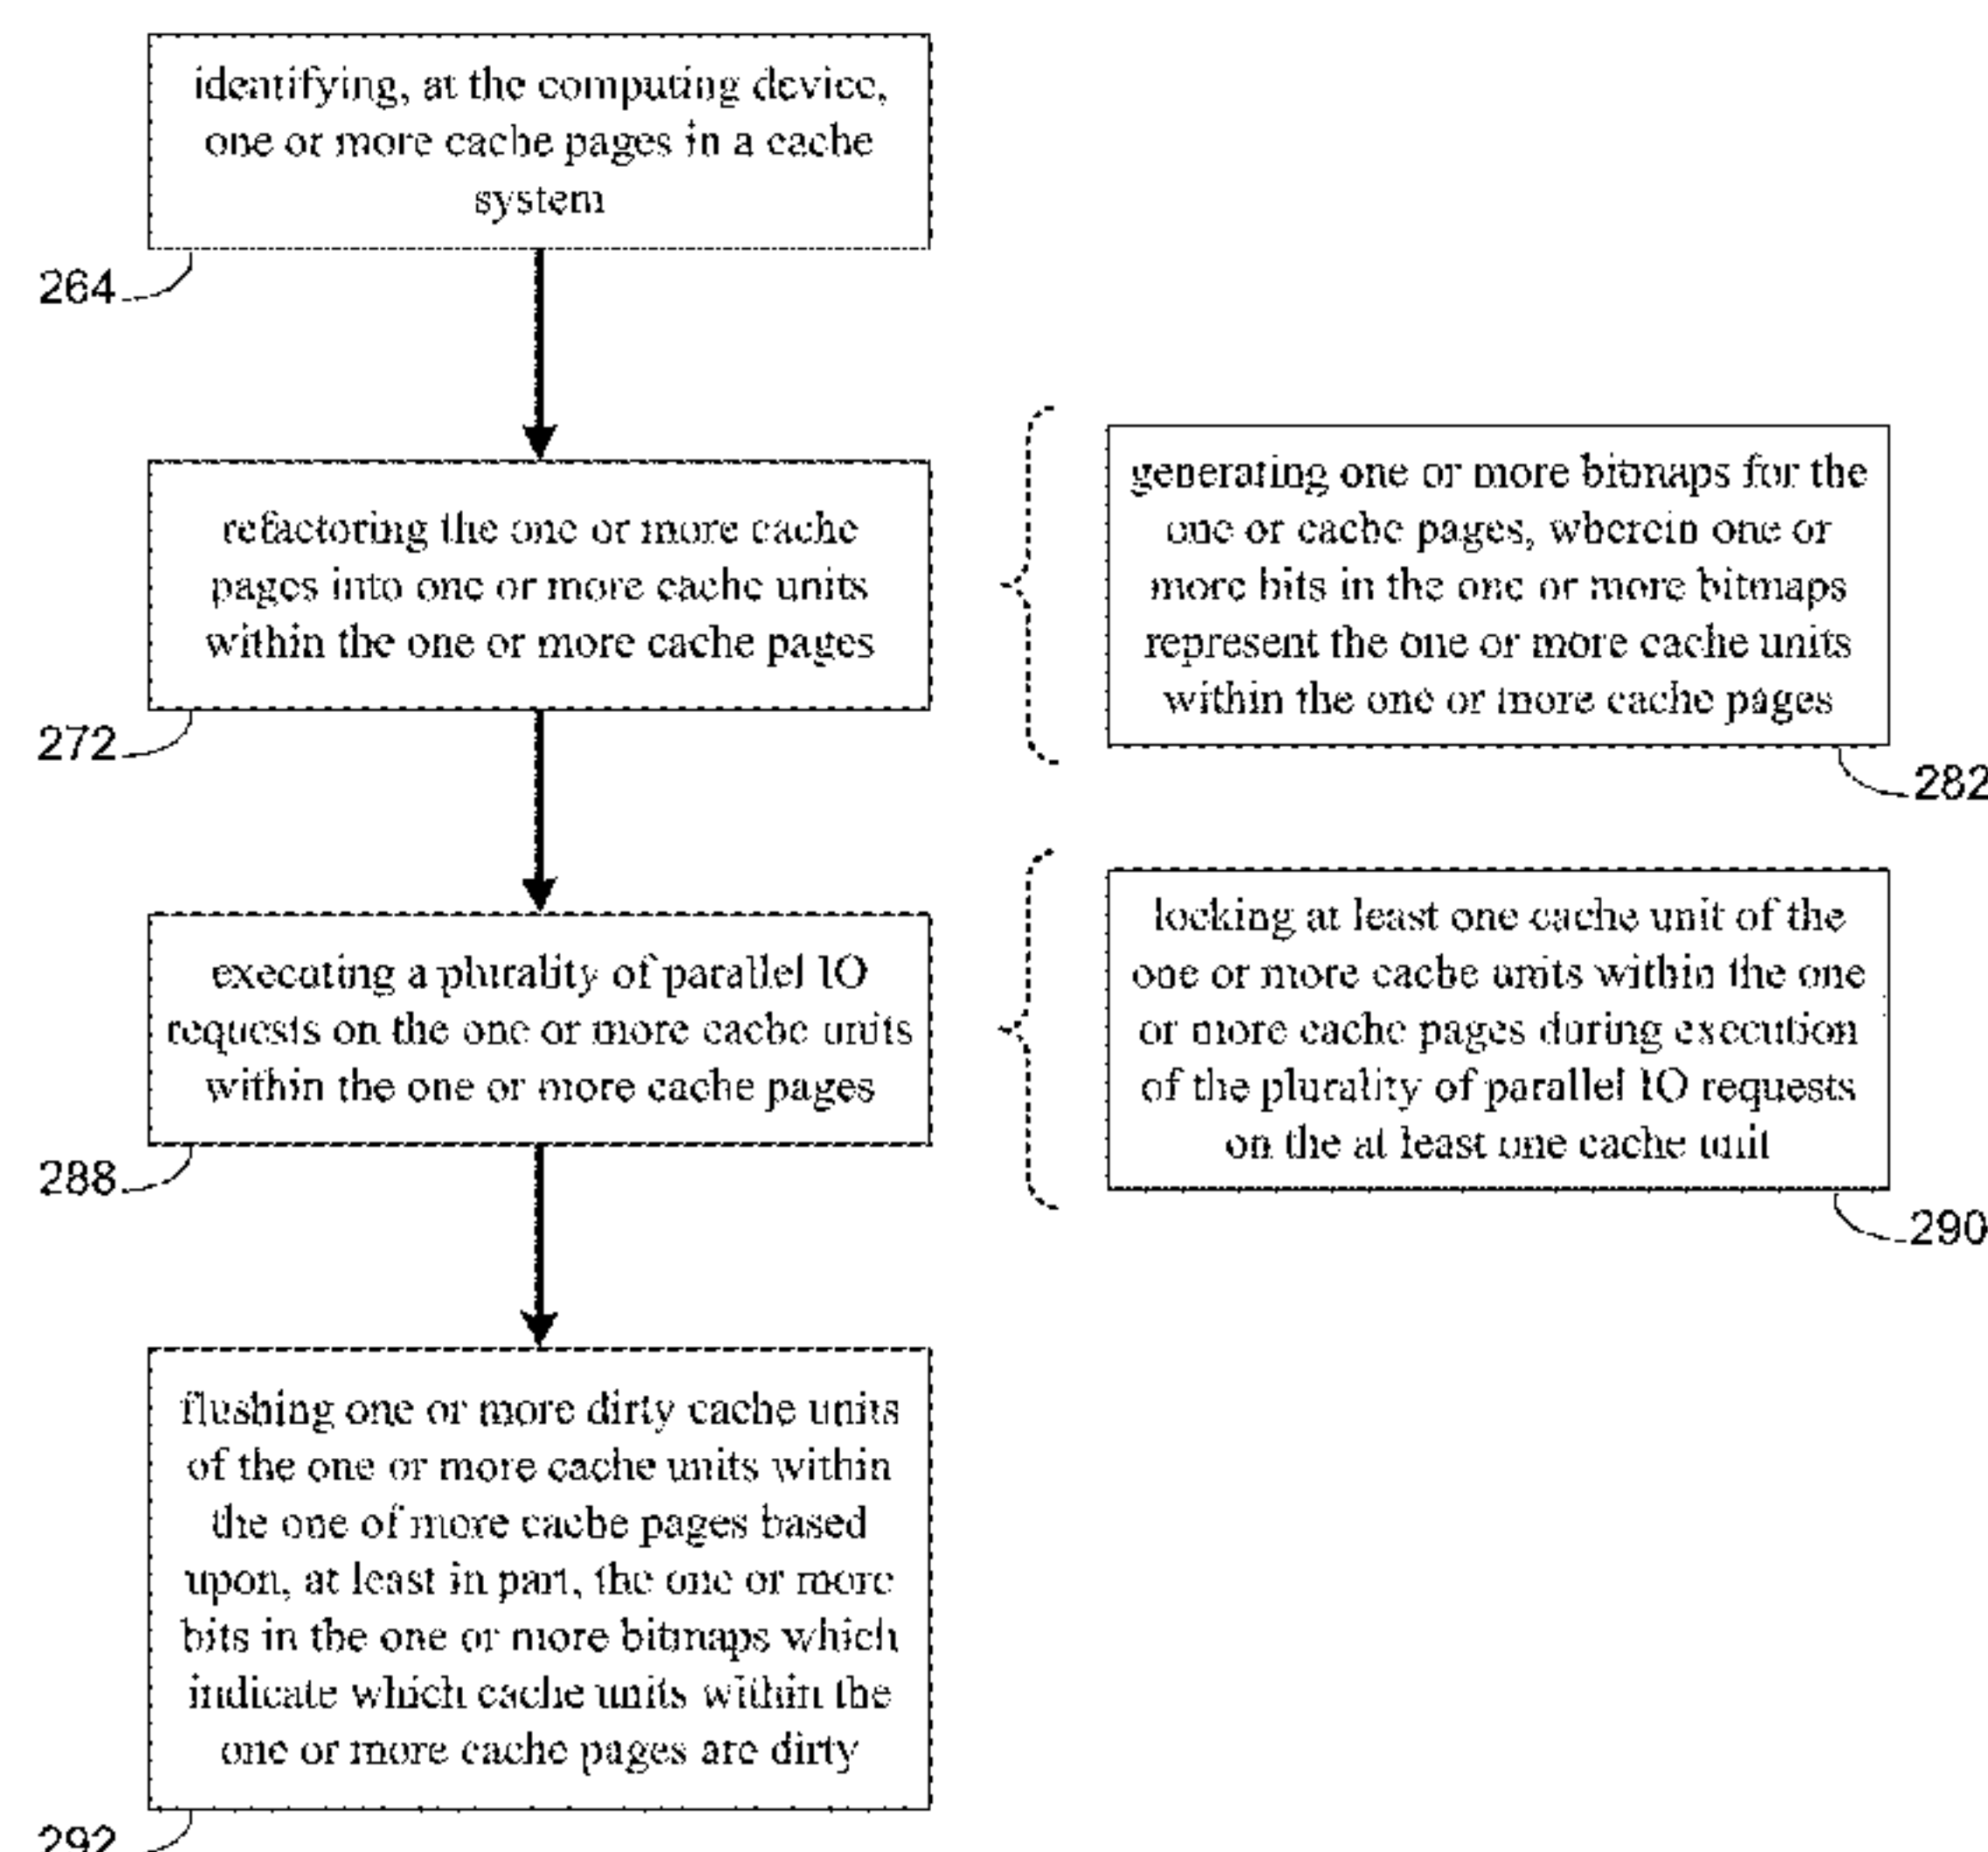 identifying, at the computing device,
one or more cache pages in a cache
system
264
refactoring the one or more cache
pages into one or more cache units
within the one or more cache pages
272
generating one or more bitmaps for the
one or cache pages, wherein one or
more bits in the one or more bitmaps
represent the one or more cache units
within the one or more cache pages
282
executing a plurality of parallel IO
requests on the one or more cache units
within the one or more cache pages
288
locking at least one cache unit of the
one or more cache units within the one
or more cache pages during execution
of the plurality of parallel IO requests
on the at least one cache unit
290
flushing one or more dirty cache units
of the one or more cache units within
the one of more cache pages based
upon, at least in part, the one or more
bits in the one or more bitmaps which
indicate which cache units within the
one or more cache pages are dirty
292